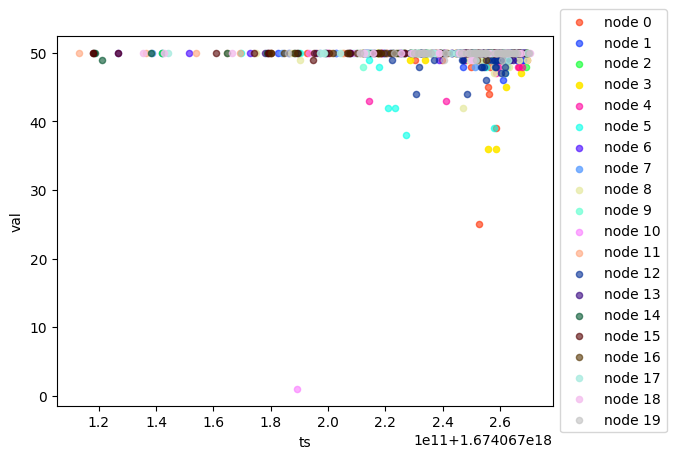 50
40
30
20
10
0
val
1.2
1.4
1.6
1.8
2.0
2.2
2.4
2.6
ts
1e11+1.674067e18
node 0
node 1
node 2
node 3
node 4
node 5
node 6
node 7
node 8
node 9
node 10
node 11
node 12
node 13
node 14
node 15
node 16
node 17
node 18
node 19